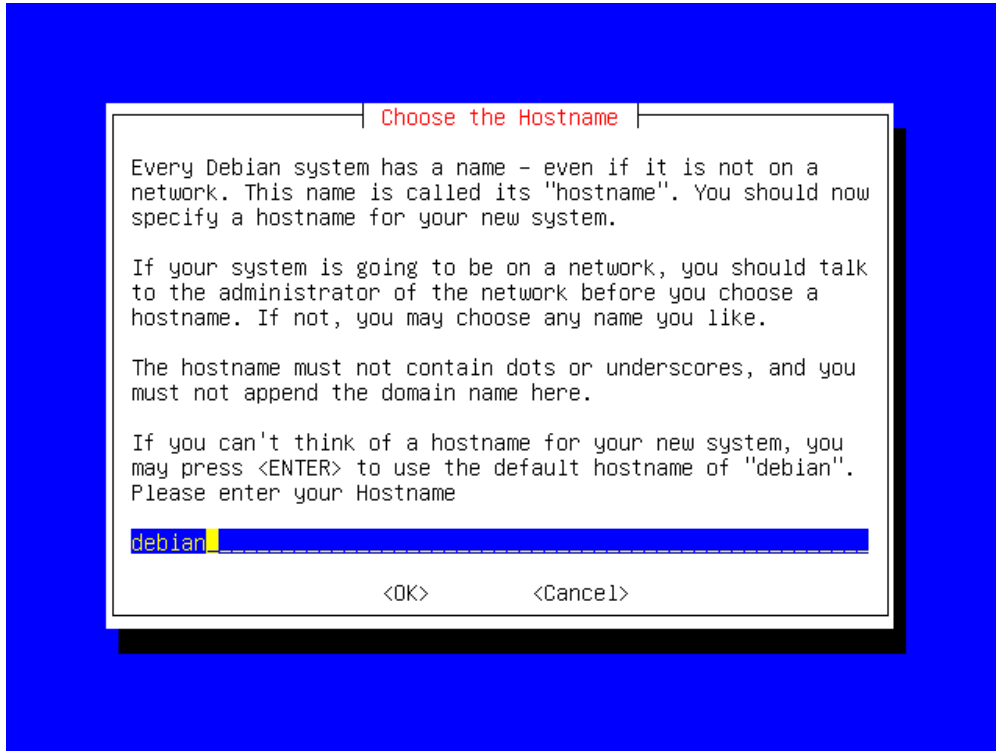 Choose the Hostname
Every Debian system has a name – even if it is not on a
network. This name is called its "hostname". You should now
specify a hostname for your new system.
If your system is going to be on a network, you should talk
to the administrator of the network before you choose a
hostname. If not, you may choose any name you like.
The hostname must not contain dots or underscores, and you
must not append the domain name here.
If you can't think of a hostname for your new system, you
may press <ENTER> to use the default hostname of "debian".
Please enter your Hostname
debian____________________________________________________
<OK> <Cancel>